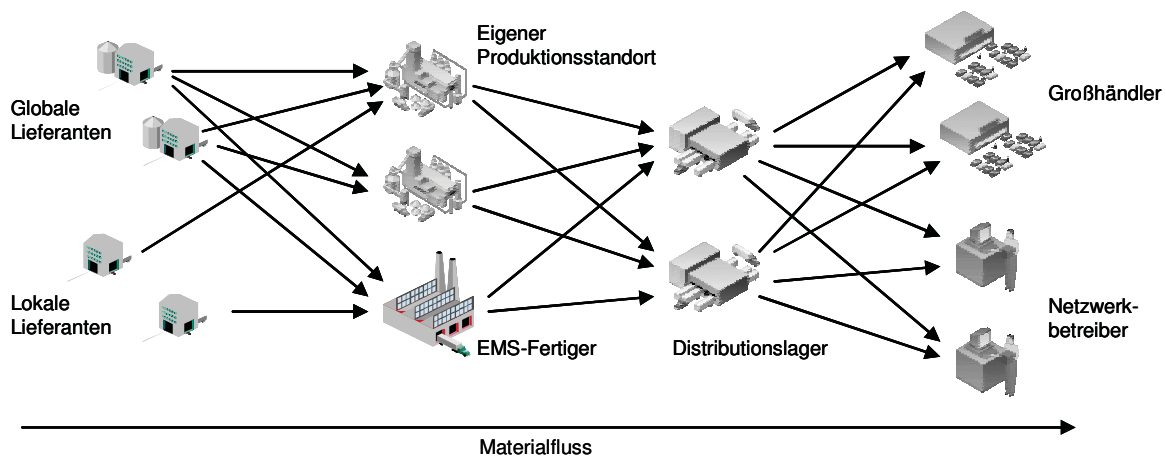 Eigener
Produktionsstandort
Globale
Lieferanten
Großhändler
Lokale
Lieferanten
EMS-Fertiger
Distributionslager
Netzwerk-
betreiber
Materialfluss